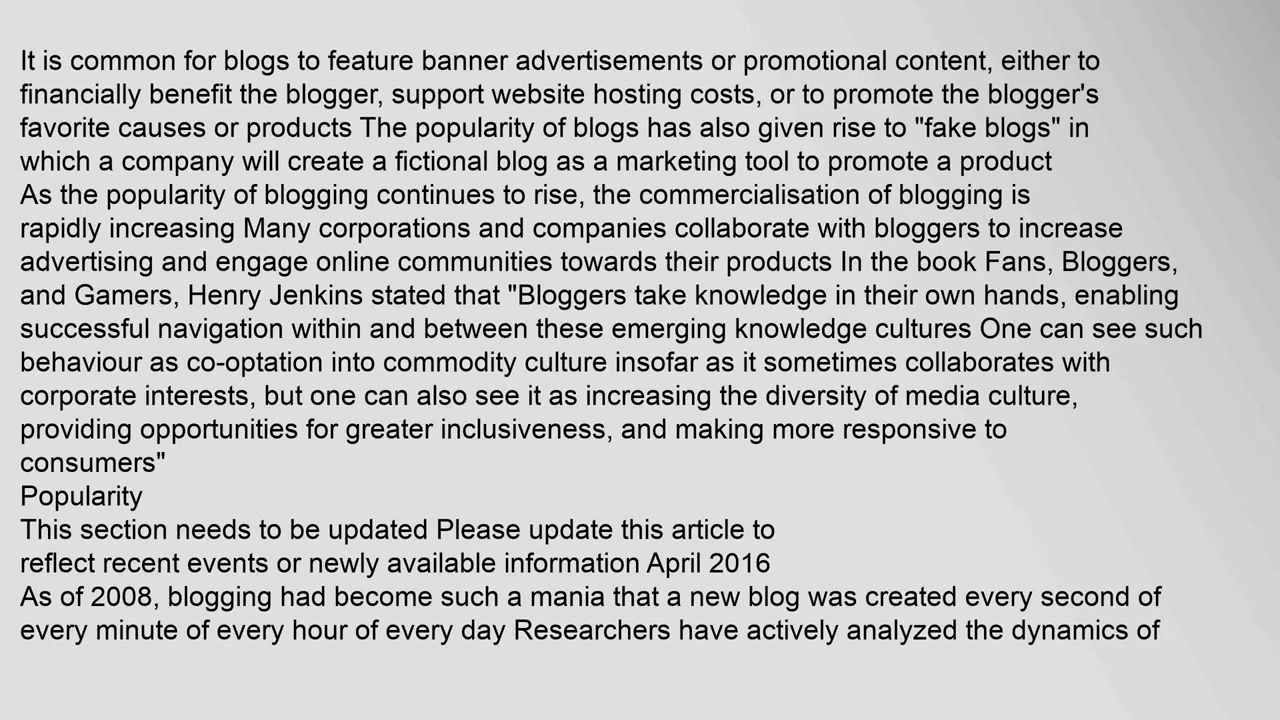 It is common for blogs to feature banner advertisements or promotional content, either to
financially benefit the blogger, support website hosting costs, or to promote the blogger's
favorite causes or products The popularity of blogs has also given rise to "fake blogs" in
which a company will create a fictional blog as a marketing tool to promote a product
As the popularity of blogging continues to rise, the commercialisation of blogging is
rapidly increasing Many corporations and companies collaborate with bloggers to increase
advertising and engage online communities towards their products In the book Fans, Bloggers,
and Gamers, Henry Jenkins stated that "Bloggers take knowledge in their own hands, enabling
successful navigation within and between these emerging knowledge cultures One can see such
behaviour as co-optation into commodity culture insofar as it sometimes collaborates with
corporate interests, but one can also see it as increasing the diversity of media culture,
providing opportunities for greater inclusiveness, and making more responsive to
consumers"
Popularity
This section needs to be updated Please update this article to
reflect recent events or newly available information April 2016
As of 2008, blogging had become such a mania that a new blog was created every second of
every minute of every hour of every day Researchers have actively analyzed the dynamics of